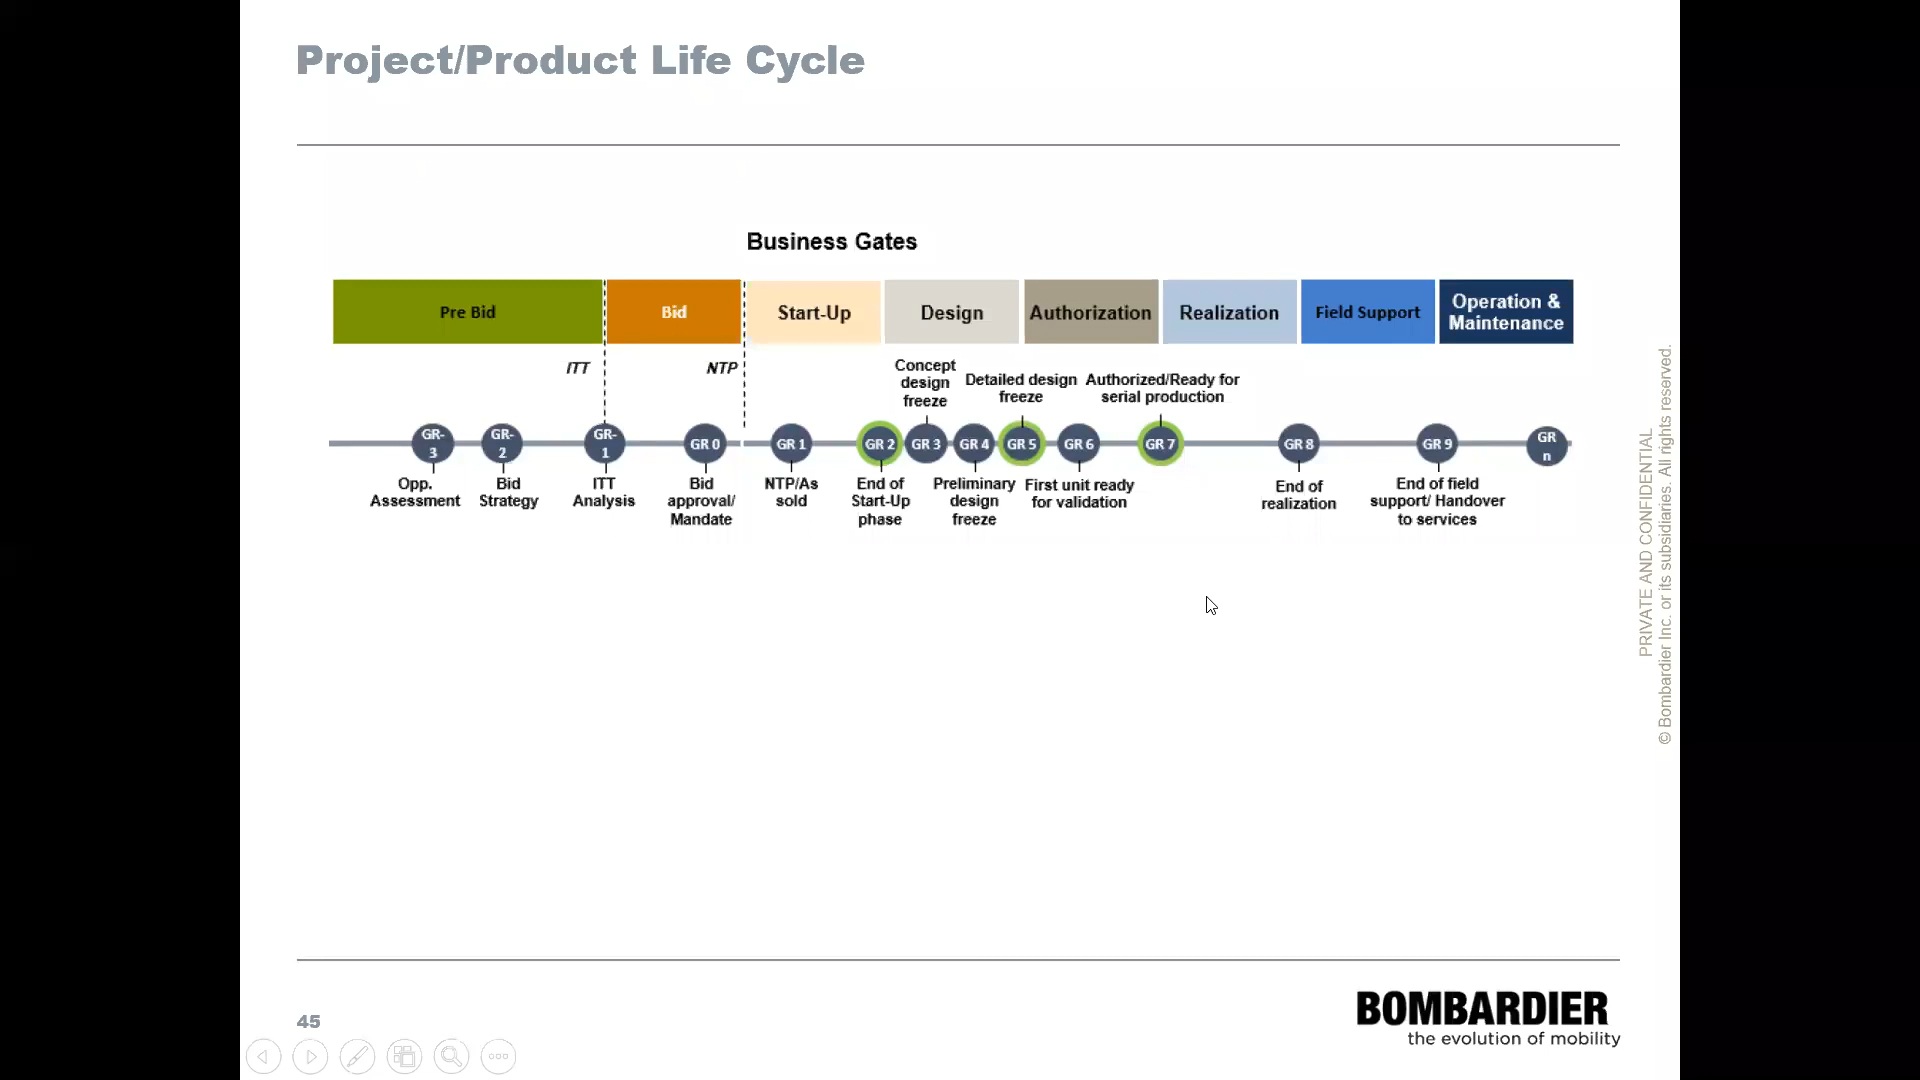 Project/Product Life Cycle
Business Gates
Pre Bid
Bid
Start-Up
Design
Authorization
Realization
Field Support
Operation &
Maintenance
ITT
NTP
Concept
design
freeze
Detailed design
freeze
Authorized/Ready for
serial production
GR-
3
GR-
2
GR-
1
GR 0
GR 1
GR 2
GR 3
GR 4
GR 5
GR 6
GR 7
GR 8
GR 9
GR
n
Opp.
Assessment
Bid
Strategy
ITT
Analysis
Bid
approval/
Mandate
NTP/As
sold
End of
Start-Up
phase
Preliminary
design
freeze
First unit ready
for validation
End of
realization
End of field
support/ Handover
to services
PRIVATE AND CONFIDENTIAL
© Bombardier Inc. or its subsidiaries. All rights reserved.
45
BOMBARDIER
the evolution of mobility